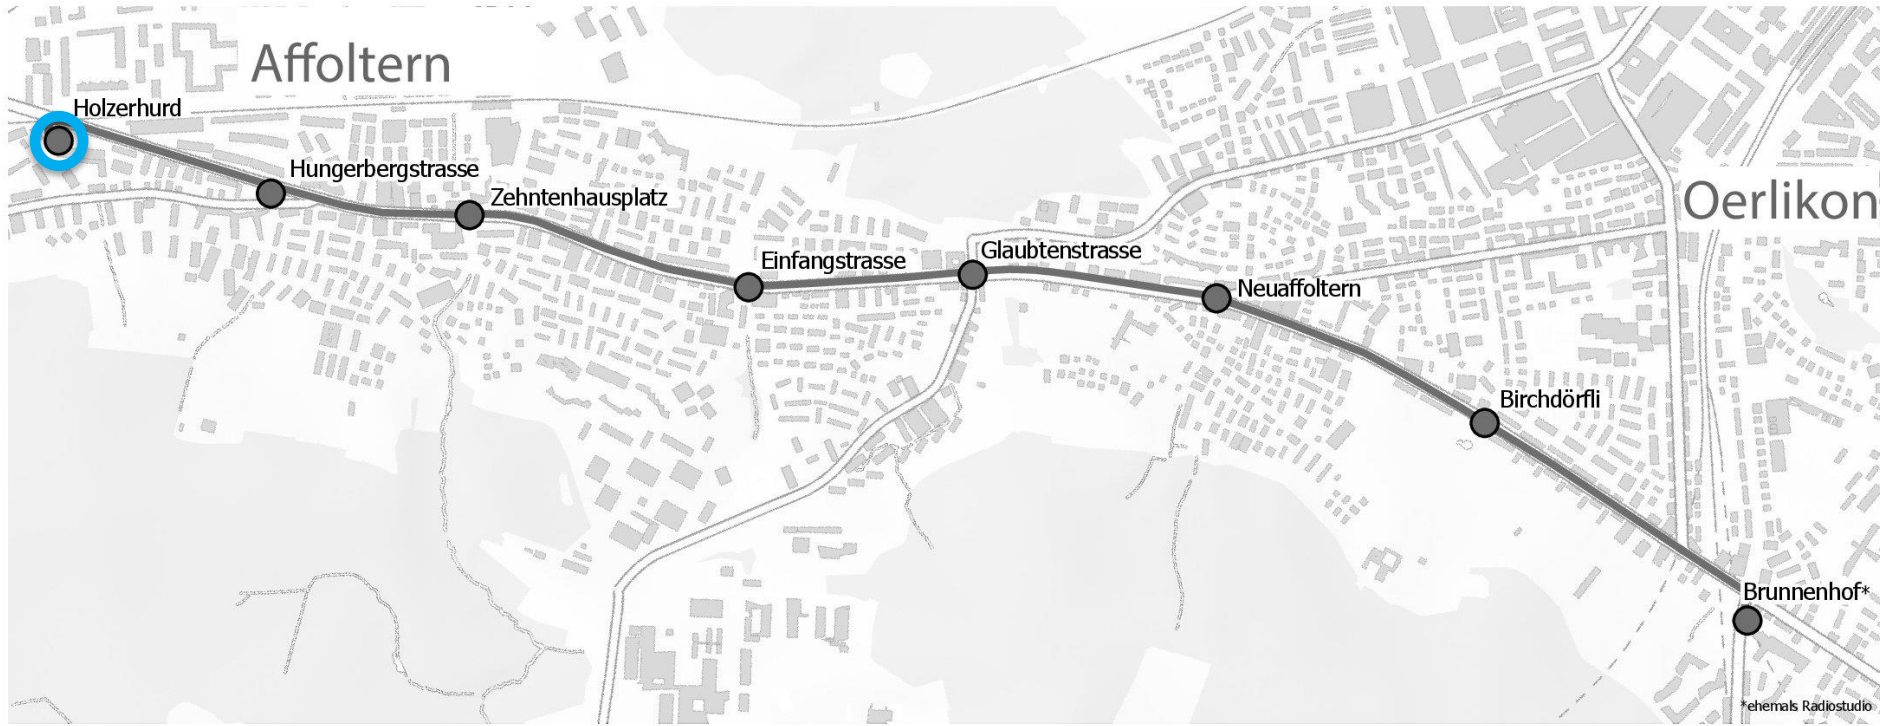 Affoltern
Holzerhurd
Hungerbergstrasse
Zehntenhausplatz
Oerlikon
Einfangstrasse
Glaubtenstrasse
Neuaffoltern
Birchdörfli
Brunnenhof*
*ehemals Radiostudio